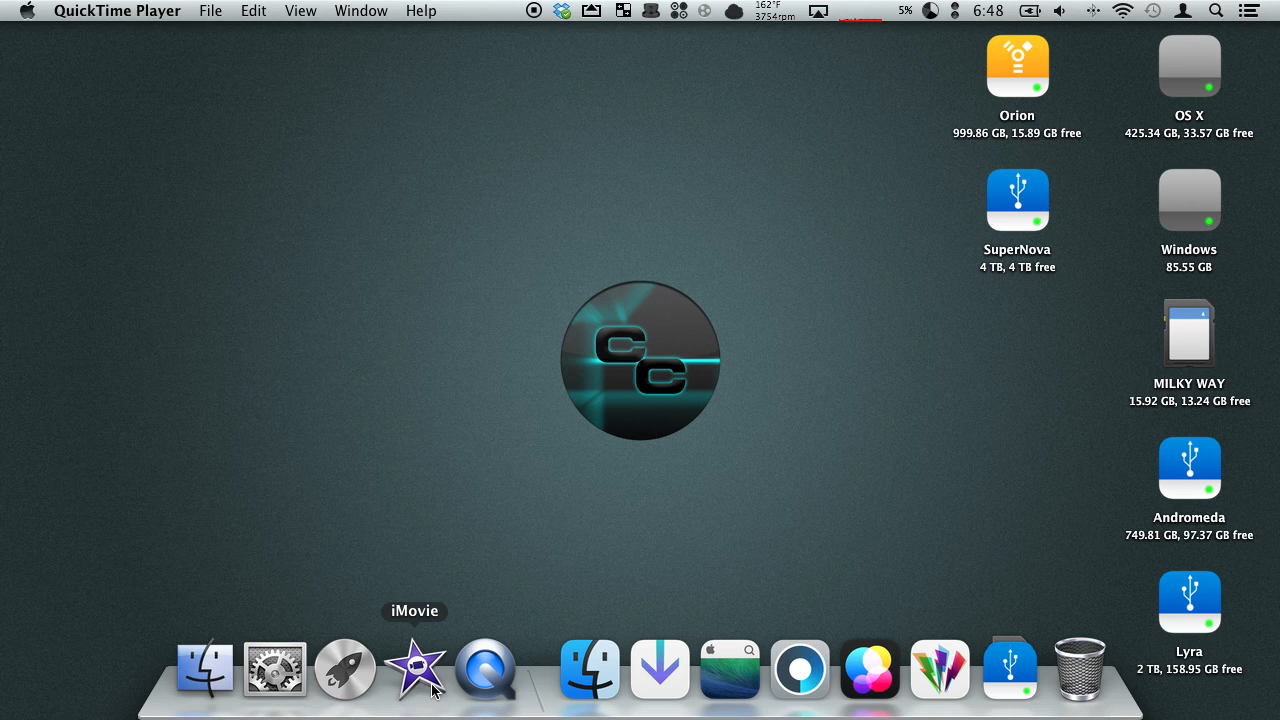 QuickTime Player File Edit View Window Help 162°F 3754rpm 5% 6:48
Orion
999.86 GB, 15.89 GB free
OS X
425.34 GB, 33.57 GB free
SuperNova
4 TB, 4 TB free
Windows
85.55 GB
CC
MILKY WAY
15.92 GB, 13.24 GB free
Andromeda
749.81 GB, 97.37 GB free
iMovie
Lyra
2 TB, 158.95 GB free